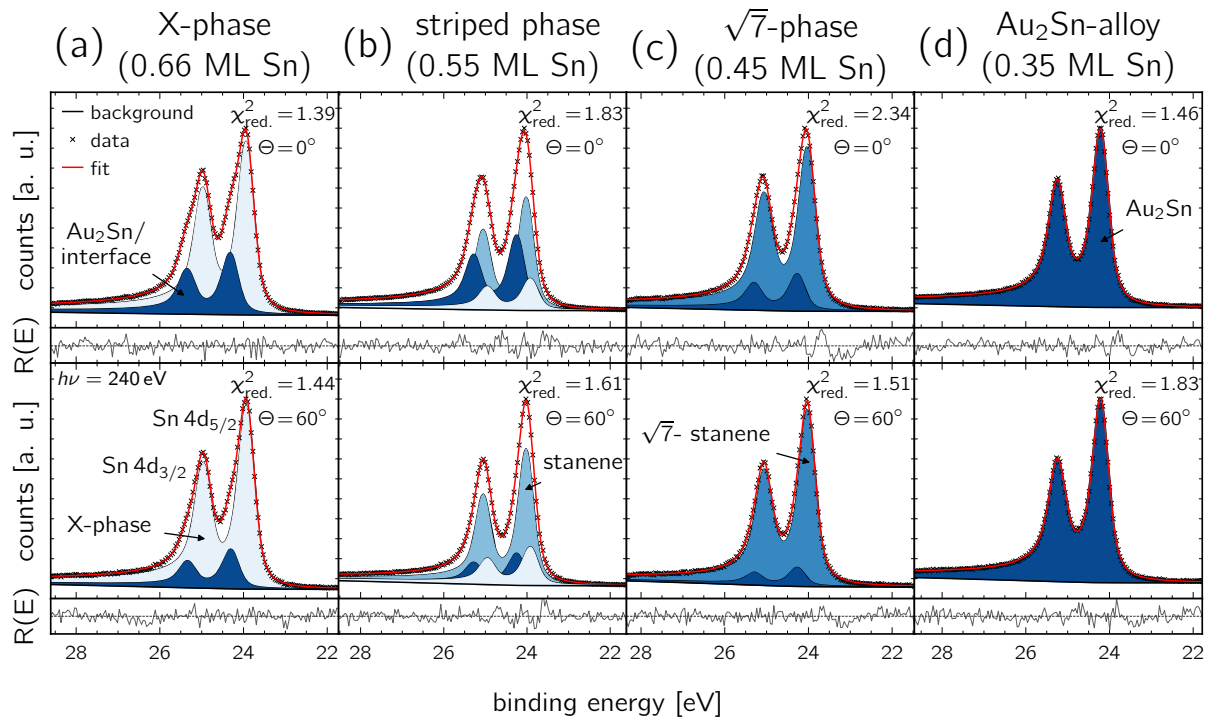 (a) X-phase (0.66 ML Sn)
(b) striped phase (0.55 ML Sn)
(c) √7-phase (0.45 ML Sn)
(d) Au₂Sn-alloy (0.35 ML Sn)
counts [a. u.]
background
data
fit
χ²red. = 1.39
Θ = 0°
Au₂Sn/
interface
χ²red. = 1.83
Θ = 0°
χ²red. = 2.34
Θ = 0°
χ²red. = 1.46
Θ = 0°
Au₂Sn
R(E)
counts [a. u.]
hν = 240 eV
χ²red. = 1.44
Θ = 60°
Sn 4d5/2
Sn 4d3/2
X-phase
χ²red. = 1.61
Θ = 60°
stanene
χ²red. = 1.51
Θ = 60°
√7- stanene
χ²red. = 1.83
Θ = 60°
R(E)
28 26 24 22 28 26 24 22 28 26 24 22 28 26 24 22
binding energy [eV]